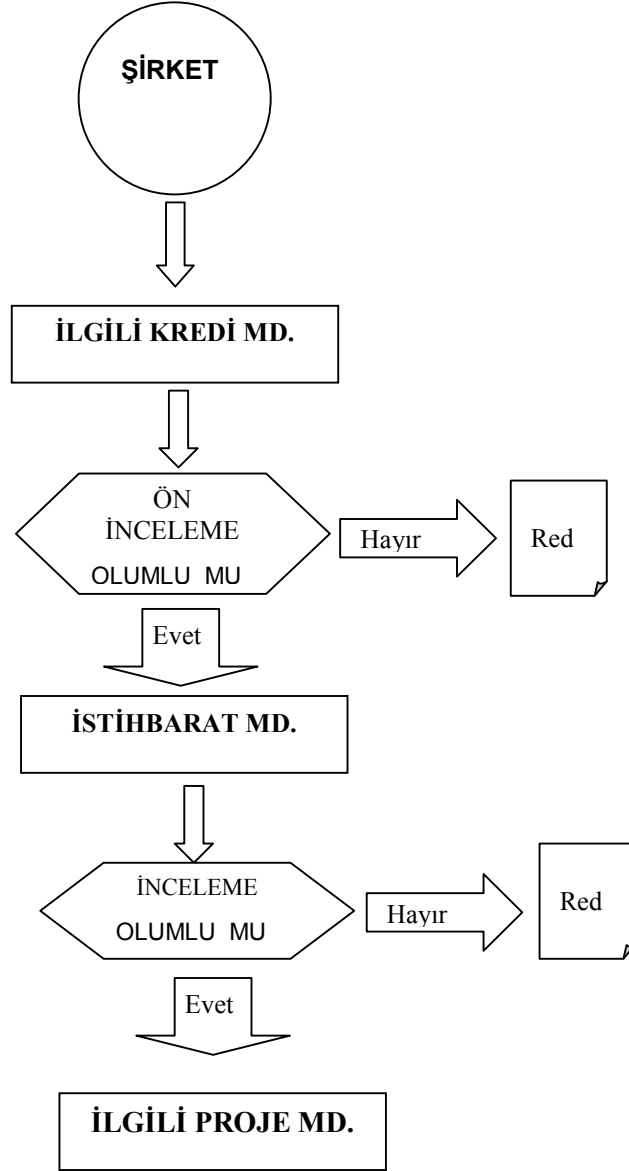 ŞİRKET
İLGİLİ KREDİ MD.
ÖN
İNCELEME
OLUMLU MU
Hayır
Red
Evet
İSTİHBARAT MD.
İNCELEME
OLUMLU MU
Hayır
Red
Evet
İLGİLİ PROJE MD.